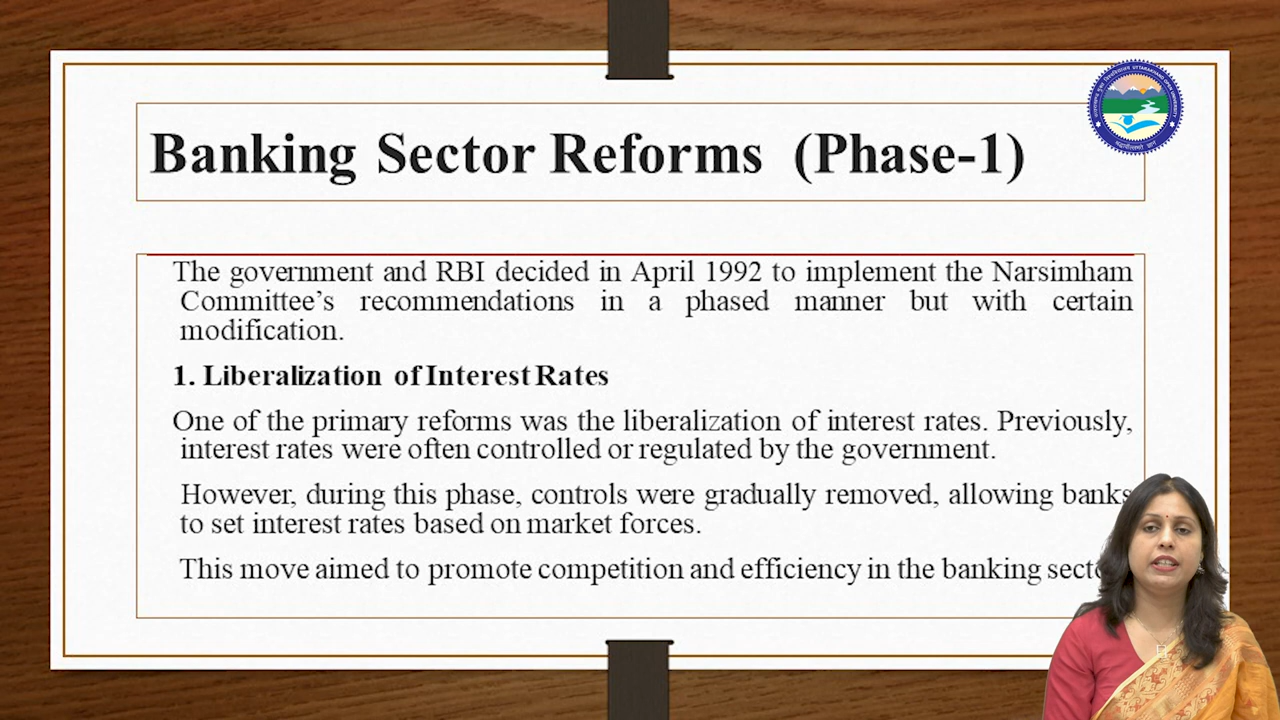 Banking Sector Reforms (Phase-1)
The government and RBI decided in April 1992 to implement the Narsimham
Committee's recommendations in a phased manner but with certain
modification.
1. Liberalization of Interest Rates
One of the primary reforms was the liberalization of interest rates. Previously,
interest rates were often controlled or regulated by the government.
However, during this phase, controls were gradually removed, allowing banks
to set interest rates based on market forces.
This move aimed to promote competition and efficiency in the banking secto